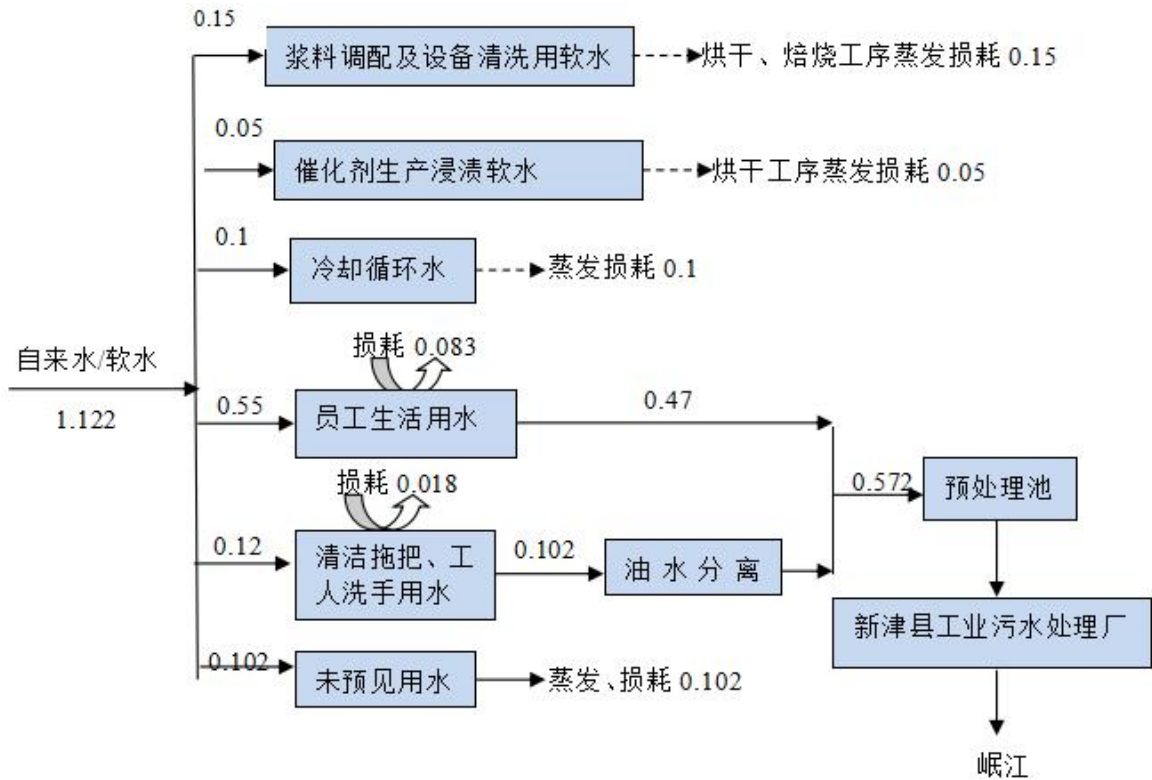 0.15
浆料调配及设备清洗用软水
烘干、焙烧工序蒸发损耗 0.15
0.05
催化剂生产浸渍软水
烘干工序蒸发损耗 0.05
0.1
冷却循环水
蒸发损耗 0.1
自来水/软水
1.122
损耗 0.083
0.55
员工生活用水
0.47
损耗 0.018
0.12
清洁拖把、工
人洗手用水
0.102
油水分离
0.572
预处理池
新津县工业污水处理厂
0.102
未预见用水
蒸发、损耗 0.102
岷江